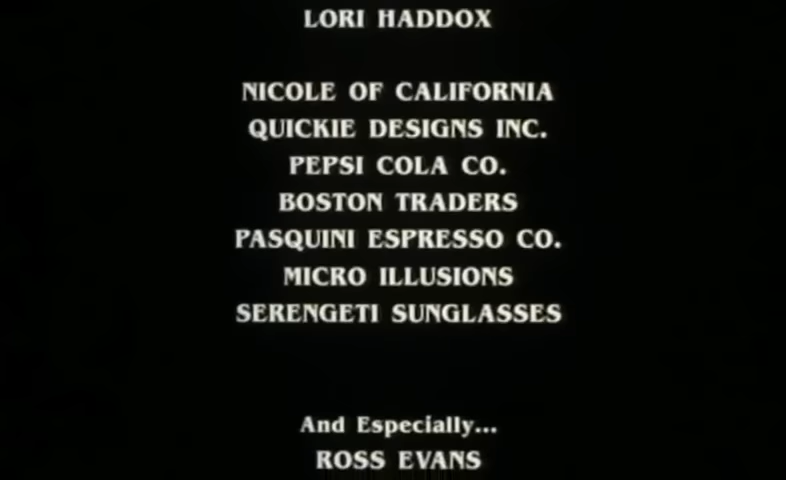 LORI HADDOX
NICOLE OF CALIFORNIA
QUICKIE DESIGNS INC.
PEPSI COLA CO.
BOSTON TRADERS
PASQUINI ESPRESSO CO.
MICRO ILLUSIONS
SERENGETI SUNGLASSES
And Especially...
ROSS EVANS